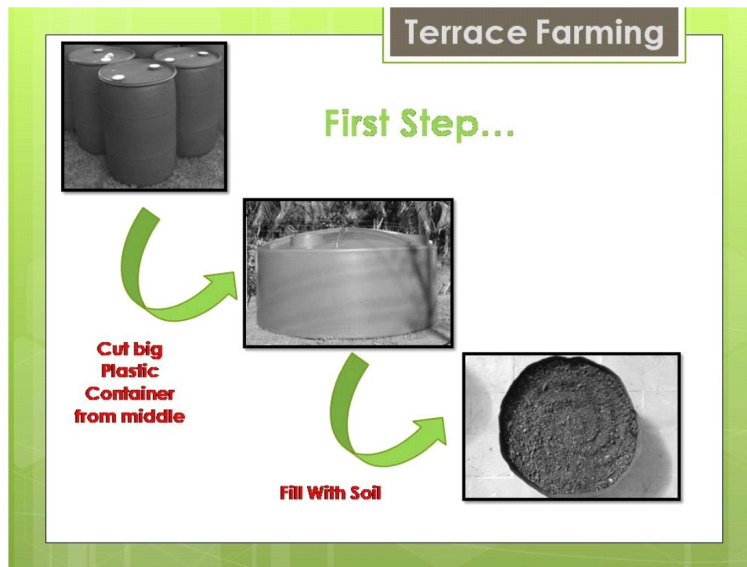 Terrace Farming
First Step...
Cut big
Plastic
Container
from middle
Fill With Soil